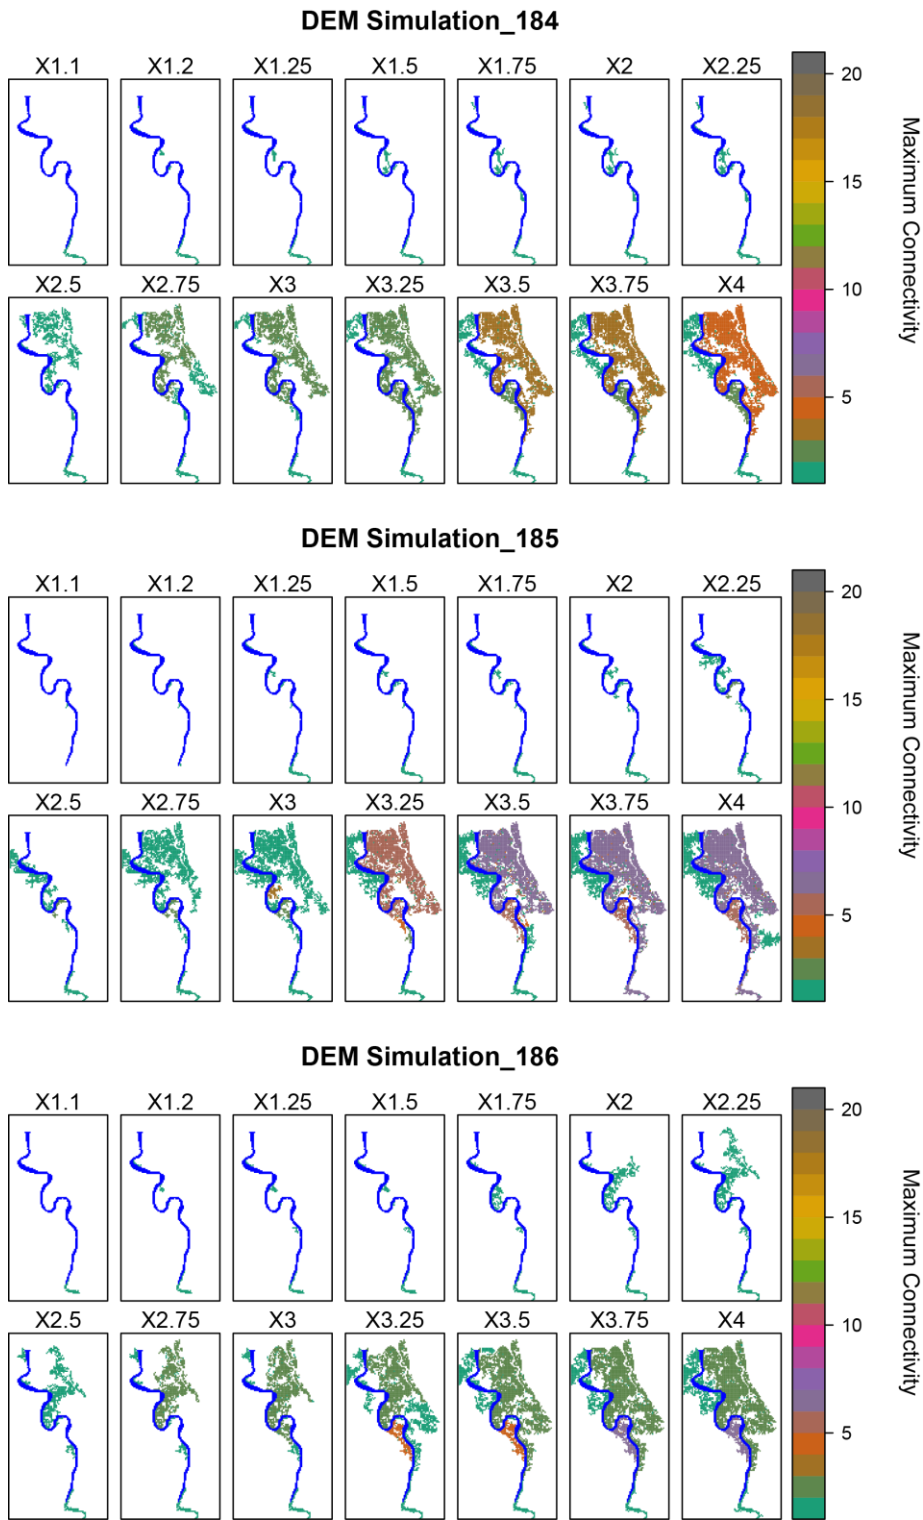 DEM Simulation_184
X1.1 X1.2 X1.25 X1.5 X1.75 X2 X2.25
X2.5 X2.75 X3 X3.25 X3.5 X3.75 X4
20
15
10
5
Maximum Connectivity
DEM Simulation_185
X1.1 X1.2 X1.25 X1.5 X1.75 X2 X2.25
X2.5 X2.75 X3 X3.25 X3.5 X3.75 X4
20
15
10
5
Maximum Connectivity
DEM Simulation_186
X1.1 X1.2 X1.25 X1.5 X1.75 X2 X2.25
X2.5 X2.75 X3 X3.25 X3.5 X3.75 X4
20
15
10
5
Maximum Connectivity